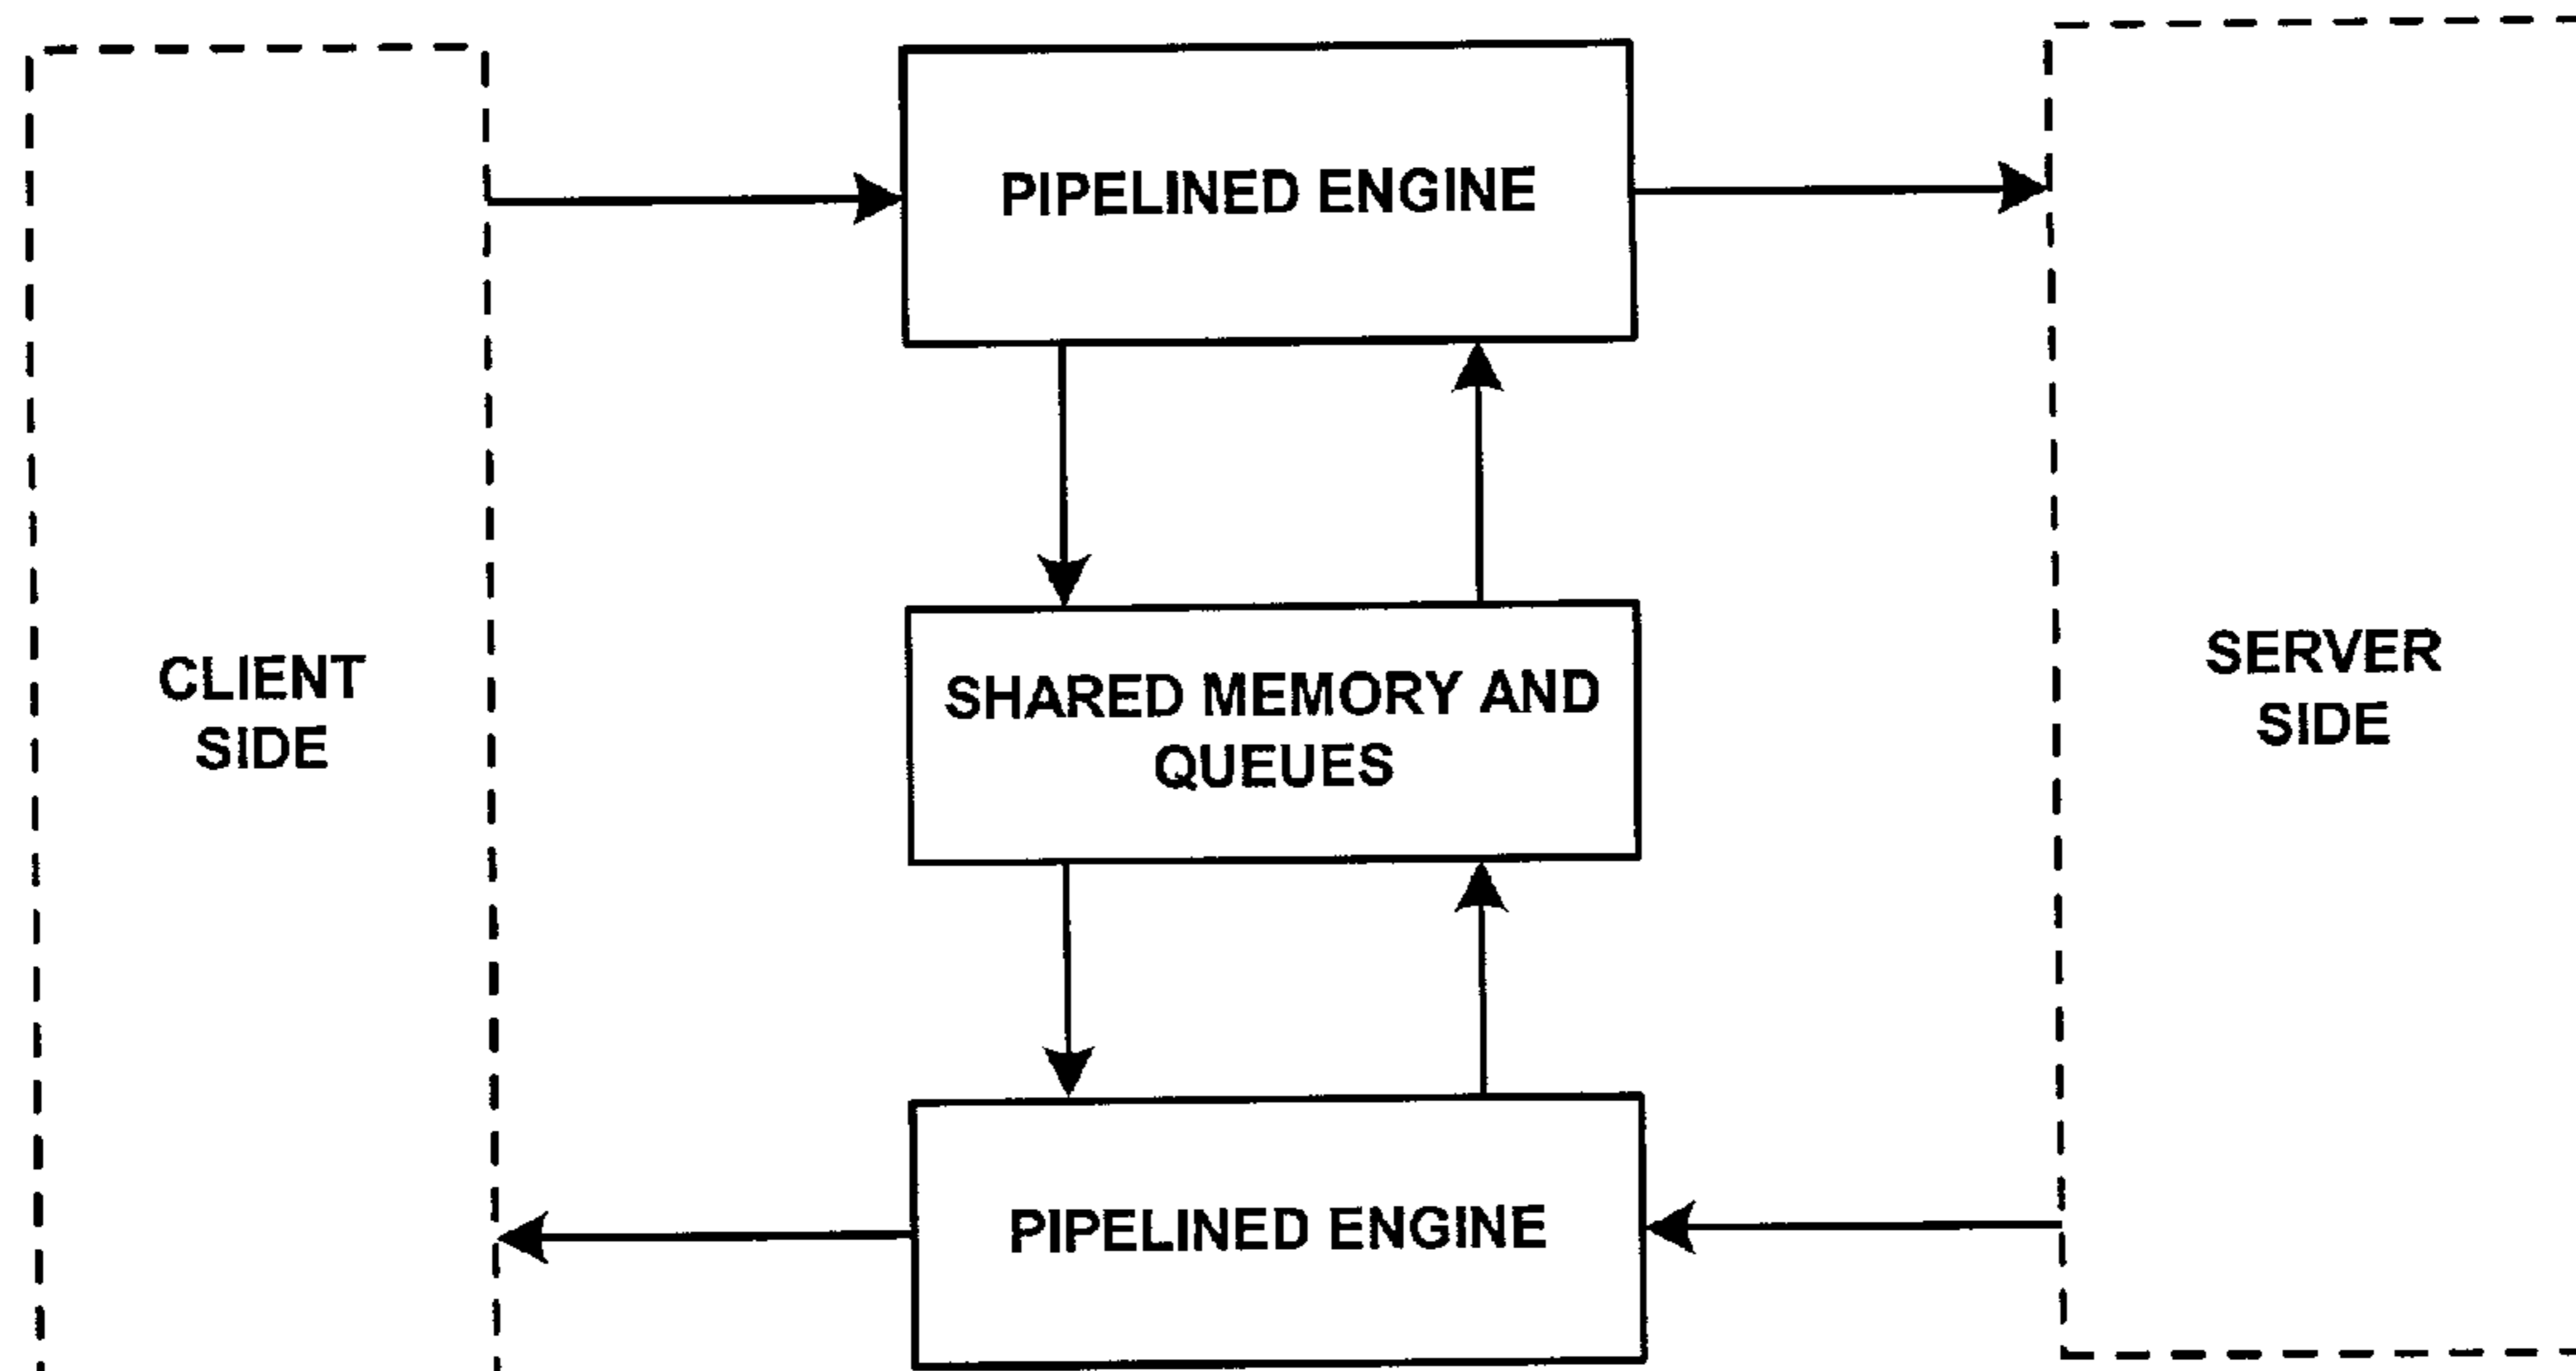 PIPELINED ENGINE
CLIENT
SIDE
SHARED MEMORY AND
QUEUES
SERVER
SIDE
PIPELINED ENGINE